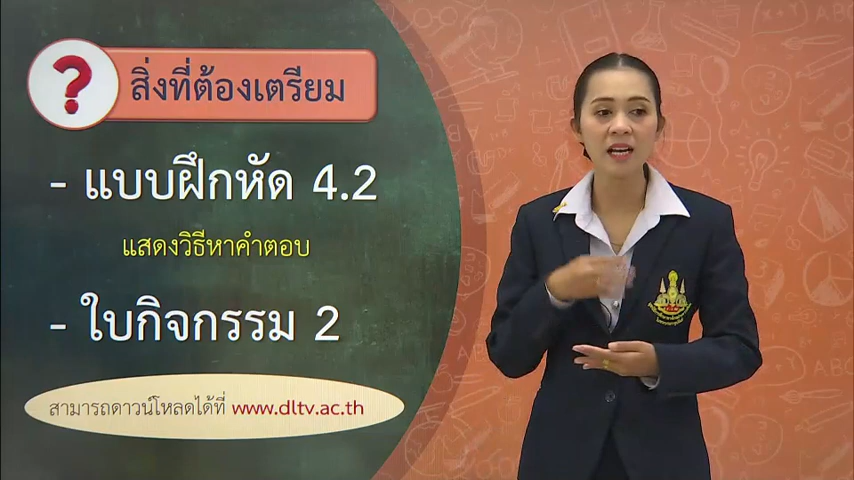 ?
สิ่งที่ต้องเตรียม
- แบบฝึกหัด 4.2
แสดงวิธีหาคำตอบ
- ใบกิจกรรม 2
สามารถดาวน์โหลดได้ที่ www.dltv.ac.th